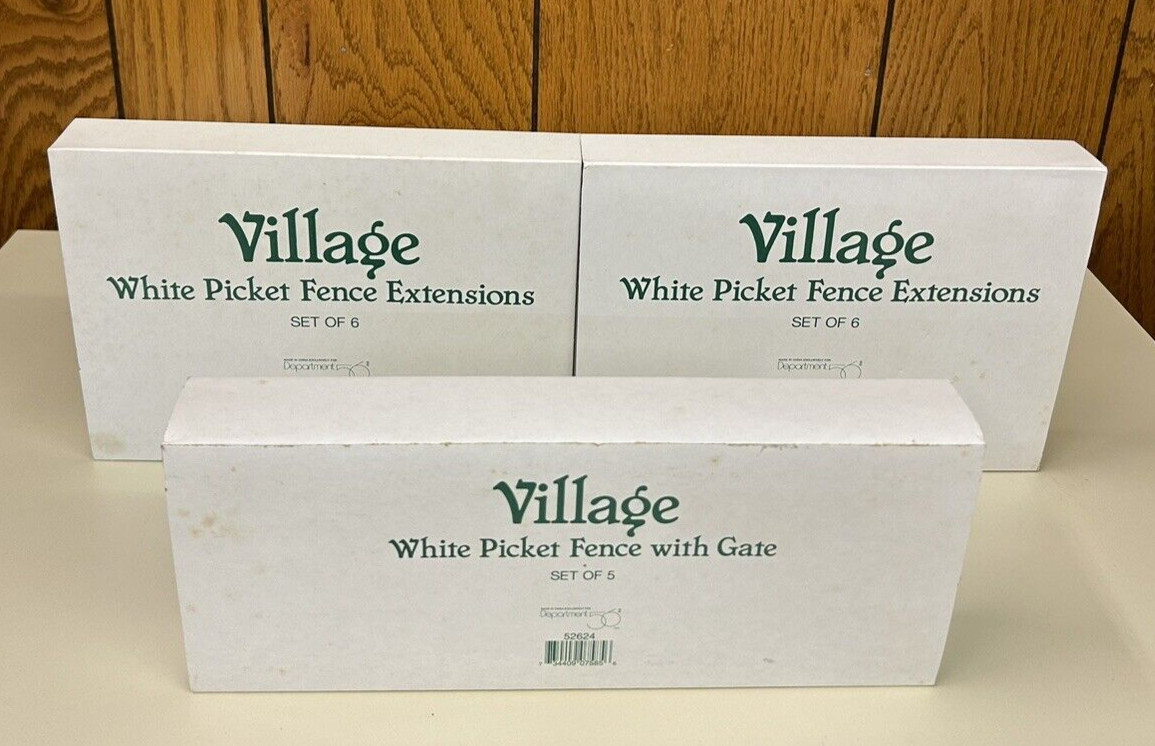 Village
White Picket Fence Extensions
SET OF 6
Department 56
Village
White Picket Fence Extensions
SET OF 6
Department 56
Village
White Picket Fence with Gate
SET OF 5
Department 56
52624